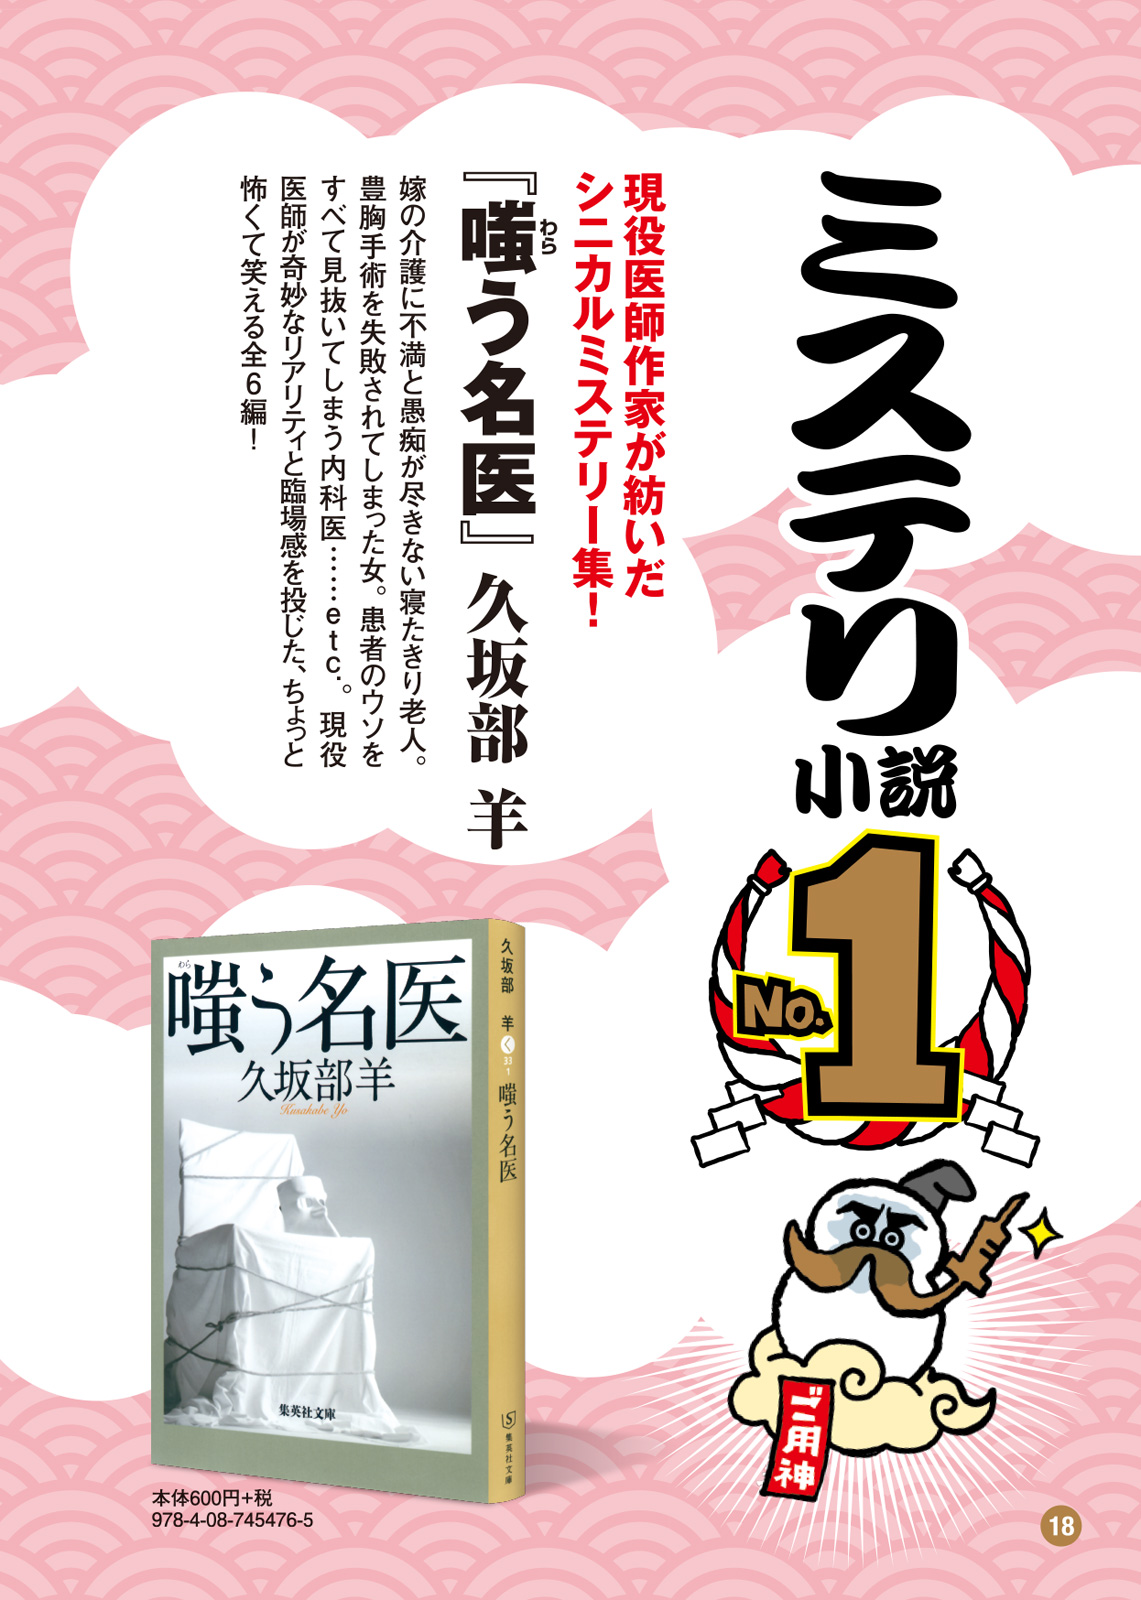 ミステリ
小説
No.1
現役医師作家が紡いだ
シニカルミステリー集！
『嗤う名医』久坂部 羊
わら
嫁の介護に不満と愚痴が尽きない寝たきり老人。
豊胸手術を失敗されてしまった女。患者のウソを
すべて見抜いてしまう内科医……etc.。現役
医師が奇妙なリアリティと臨場感を投じた、ちょっと
怖くて笑える全6編！
わら
嗤う名医
久坂部羊
Kusakabe Yo
集英社文庫
久坂部 羊
く
33
1
嗤う名医
S
集英社文庫
本体600円+税
978-4-08-745476-5
ご用神
18